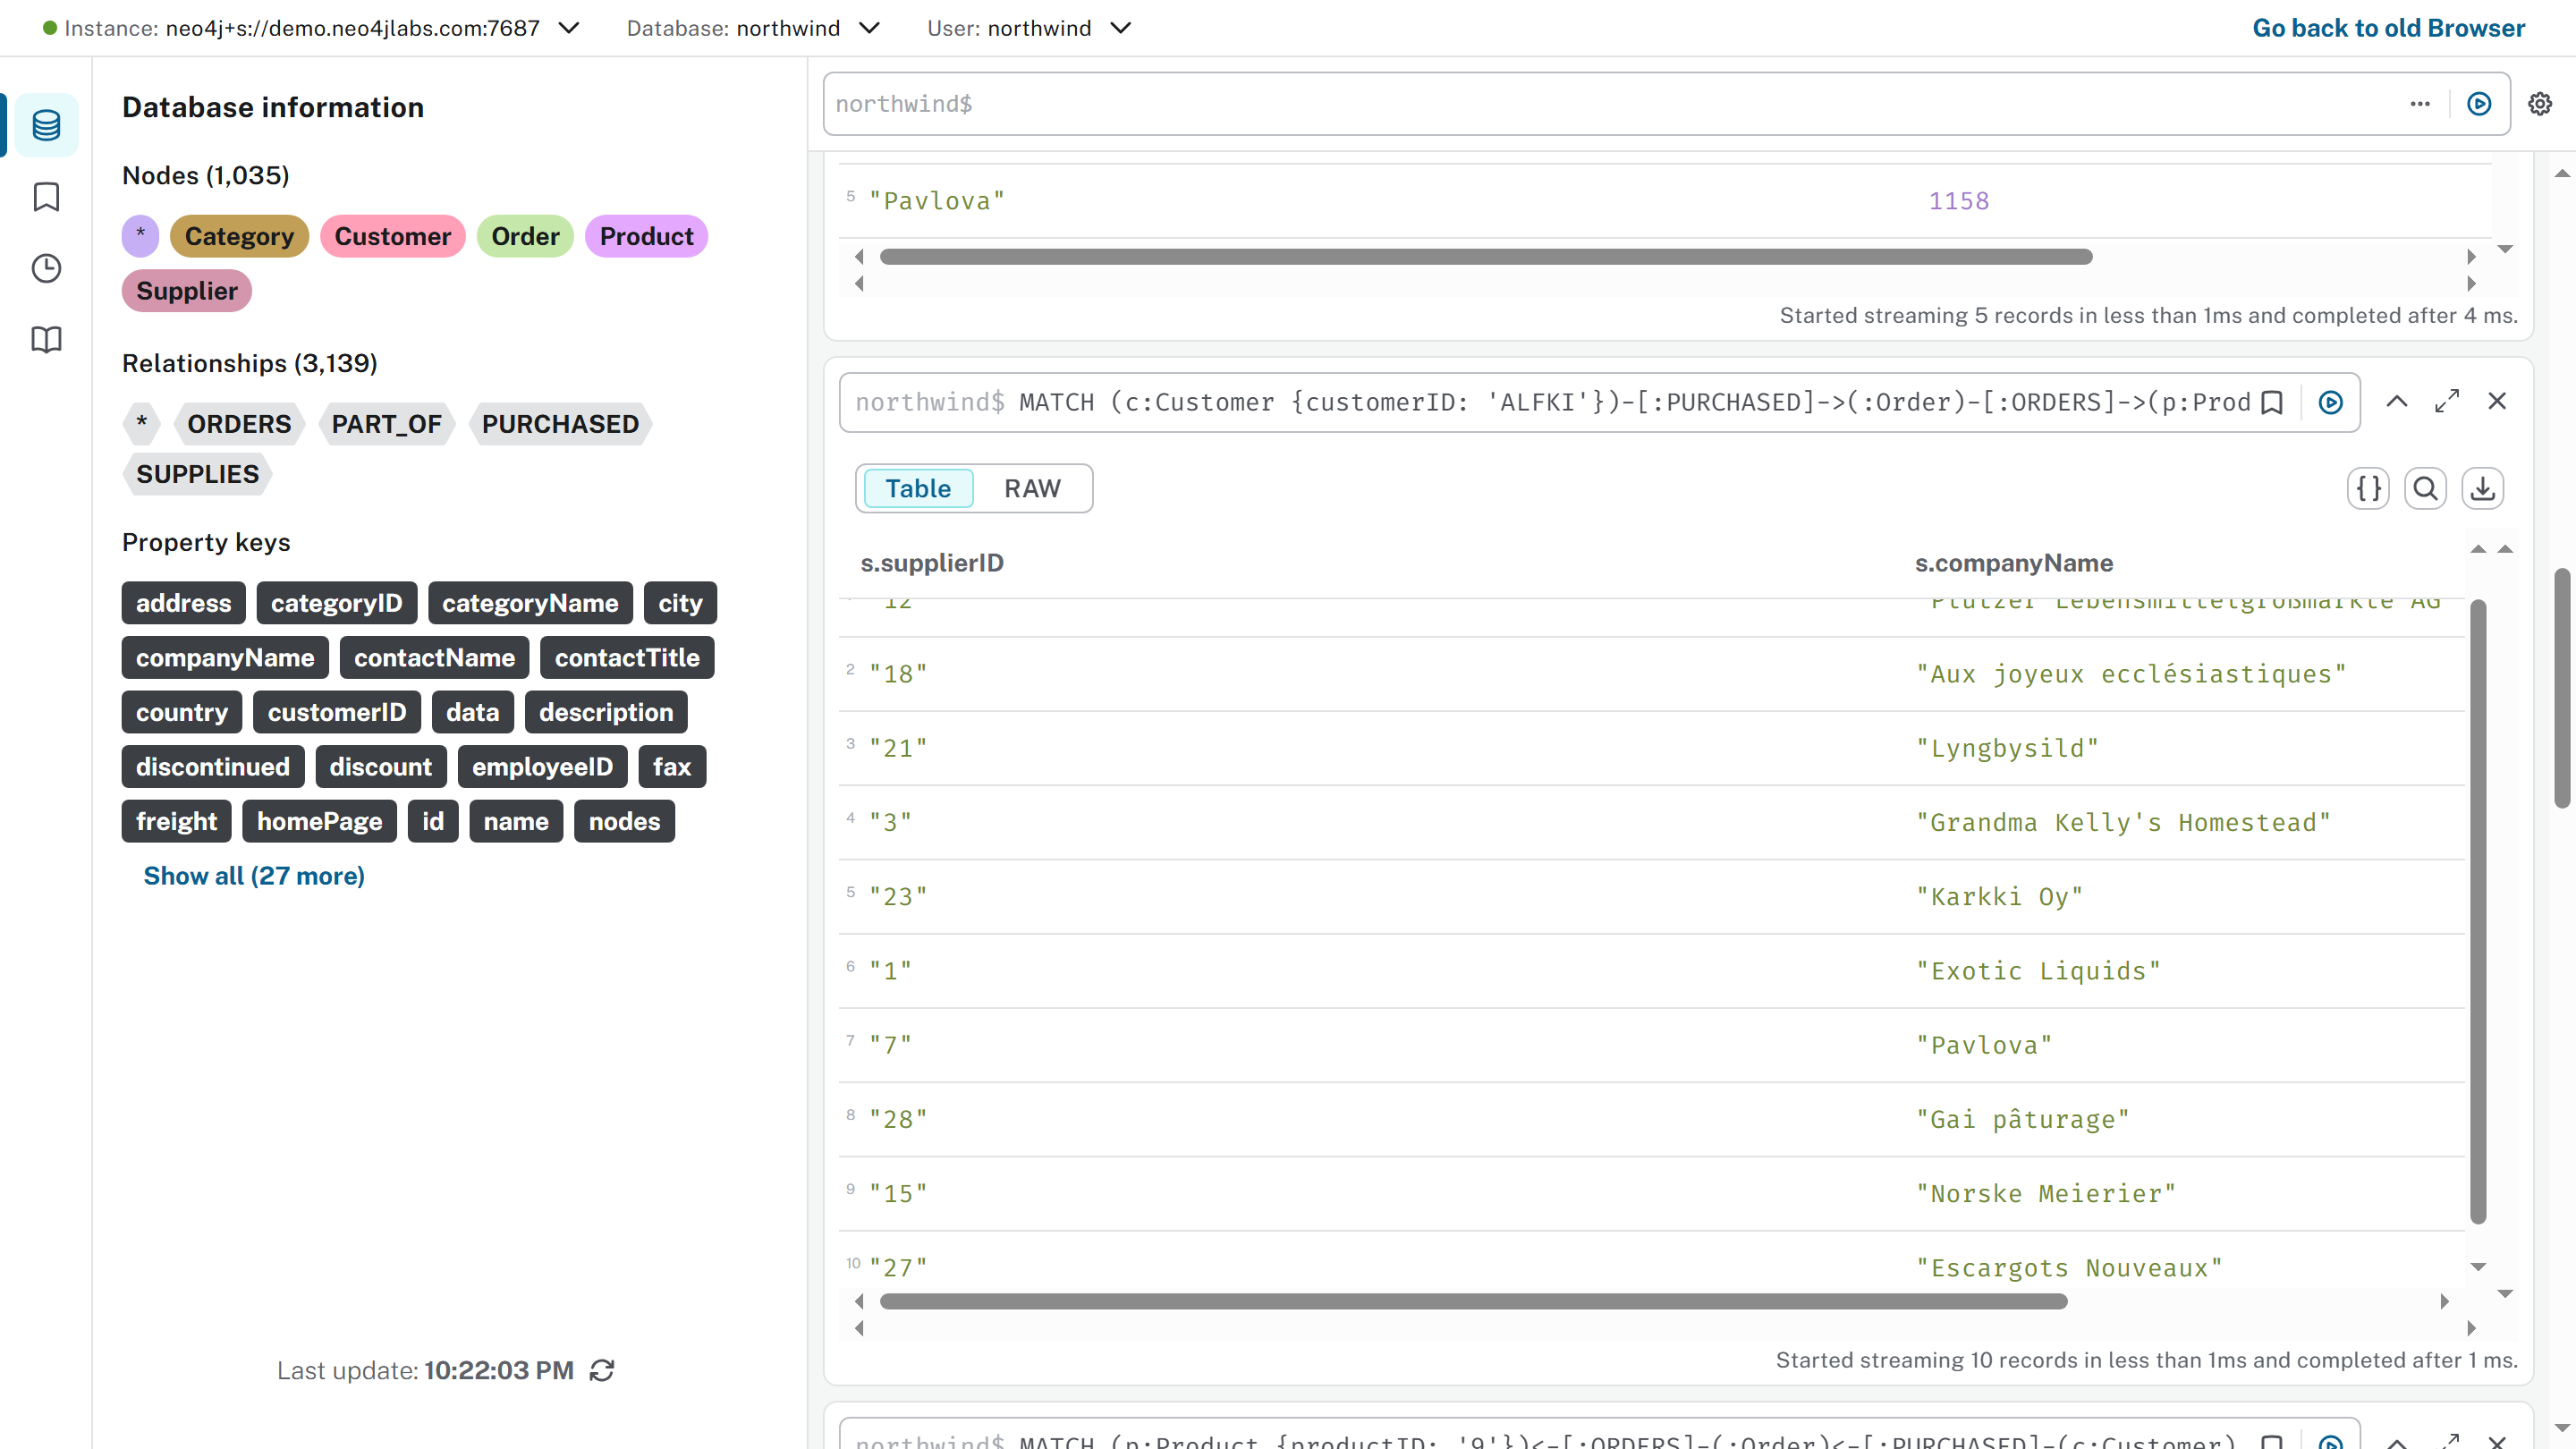 Instance: neo4j+s://demo.neo4jlabs.com:7687 Database: northwind User: northwind Go back to old Browser
Database information
Nodes (1,035)
* Category Customer Order Product
Supplier
Relationships (3,139)
* ORDERS PART_OF PURCHASED
SUPPLIES
Property keys
address categoryID categoryName city
companyName contactName contactTitle
country customerID data description
discontinued discount employeeID fax
freight homePage id name nodes
Show all (27 more)
Last update: 10:22:03 PM
northwind$
5 "Pavlova" 1158
Started streaming 5 records in less than 1ms and completed after 4 ms.
northwind$ MATCH (c:Customer {customerID: 'ALFKI'})-[:PURCHASED]->(:Order)-[:ORDERS]->(p:Prod
Table RAW
s.supplierID s.companyName
"12" "Plutzer Lebensmittelgroßmärkte AG"
2 "18" "Aux joyeux ecclésiastiques"
3 "21" "Lyngbysild"
4 "3" "Grandma Kelly's Homestead"
5 "23" "Karkki Oy"
6 "1" "Exotic Liquids"
7 "7" "Pavlova"
8 "28" "Gai pâturage"
9 "15" "Norske Meierier"
10 "27" "Escargots Nouveaux"
Started streaming 10 records in less than 1ms and completed after 1 ms.
northwind$ MATCH (p:Product {productID: '9'})<-[:ORDERS]-(:Order)<-[:PURCHASED]-(c:Customer)